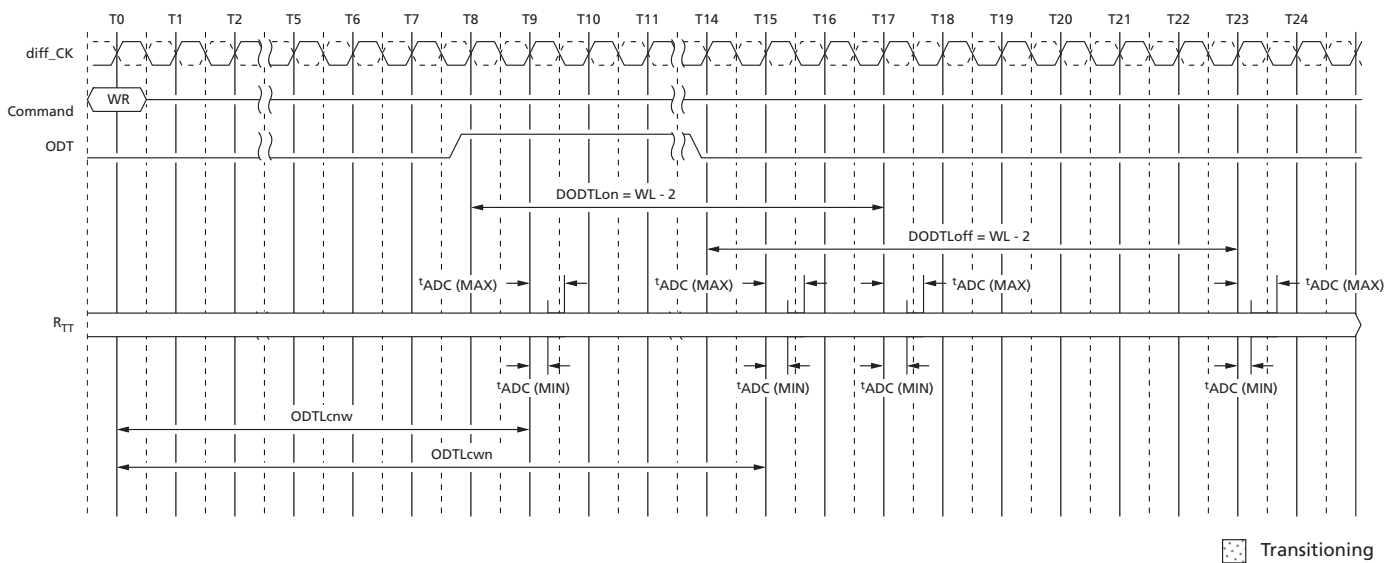 T0 T1 T2 T5 T6 T7 T8 T9 T10 T11 T14 T15 T16 T17 T18 T19 T20 T21 T22 T23 T24
diff_CK
WR
Command
ODT
DODTLon = WL - 2
DODTLoff = WL - 2
tADC (MAX) tADC (MAX) tADC (MAX) tADC (MAX)
RTT
tADC (MIN) tADC (MIN) tADC (MIN) tADC (MIN)
ODTLcnw
ODTLcwn
Transitioning